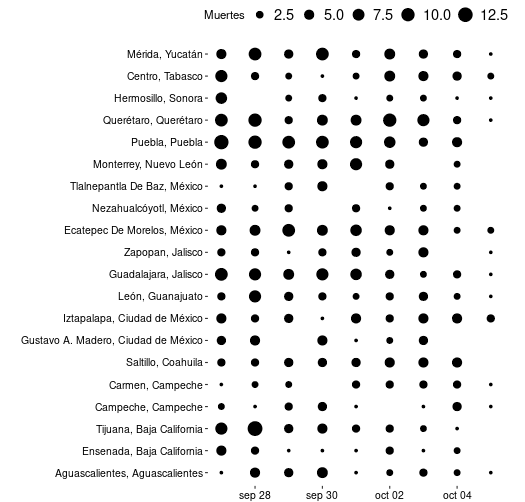 Muertes 2.5 5.0 7.5 10.0 12.5
Mérida, Yucatán
Centro, Tabasco
Hermosillo, Sonora
Querétaro, Querétaro
Puebla, Puebla
Monterrey, Nuevo León
Tlalnepantla De Baz, México
Nezahualcóyotl, México
Ecatepec De Morelos, México
Zapopan, Jalisco
Guadalajara, Jalisco
León, Guanajuato
Iztapalapa, Ciudad de México
Gustavo A. Madero, Ciudad de México
Saltillo, Coahuila
Carmen, Campeche
Campeche, Campeche
Tijuana, Baja California
Ensenada, Baja California
Aguascalientes, Aguascalientes
sep 28 sep 30 oct 02 oct 04